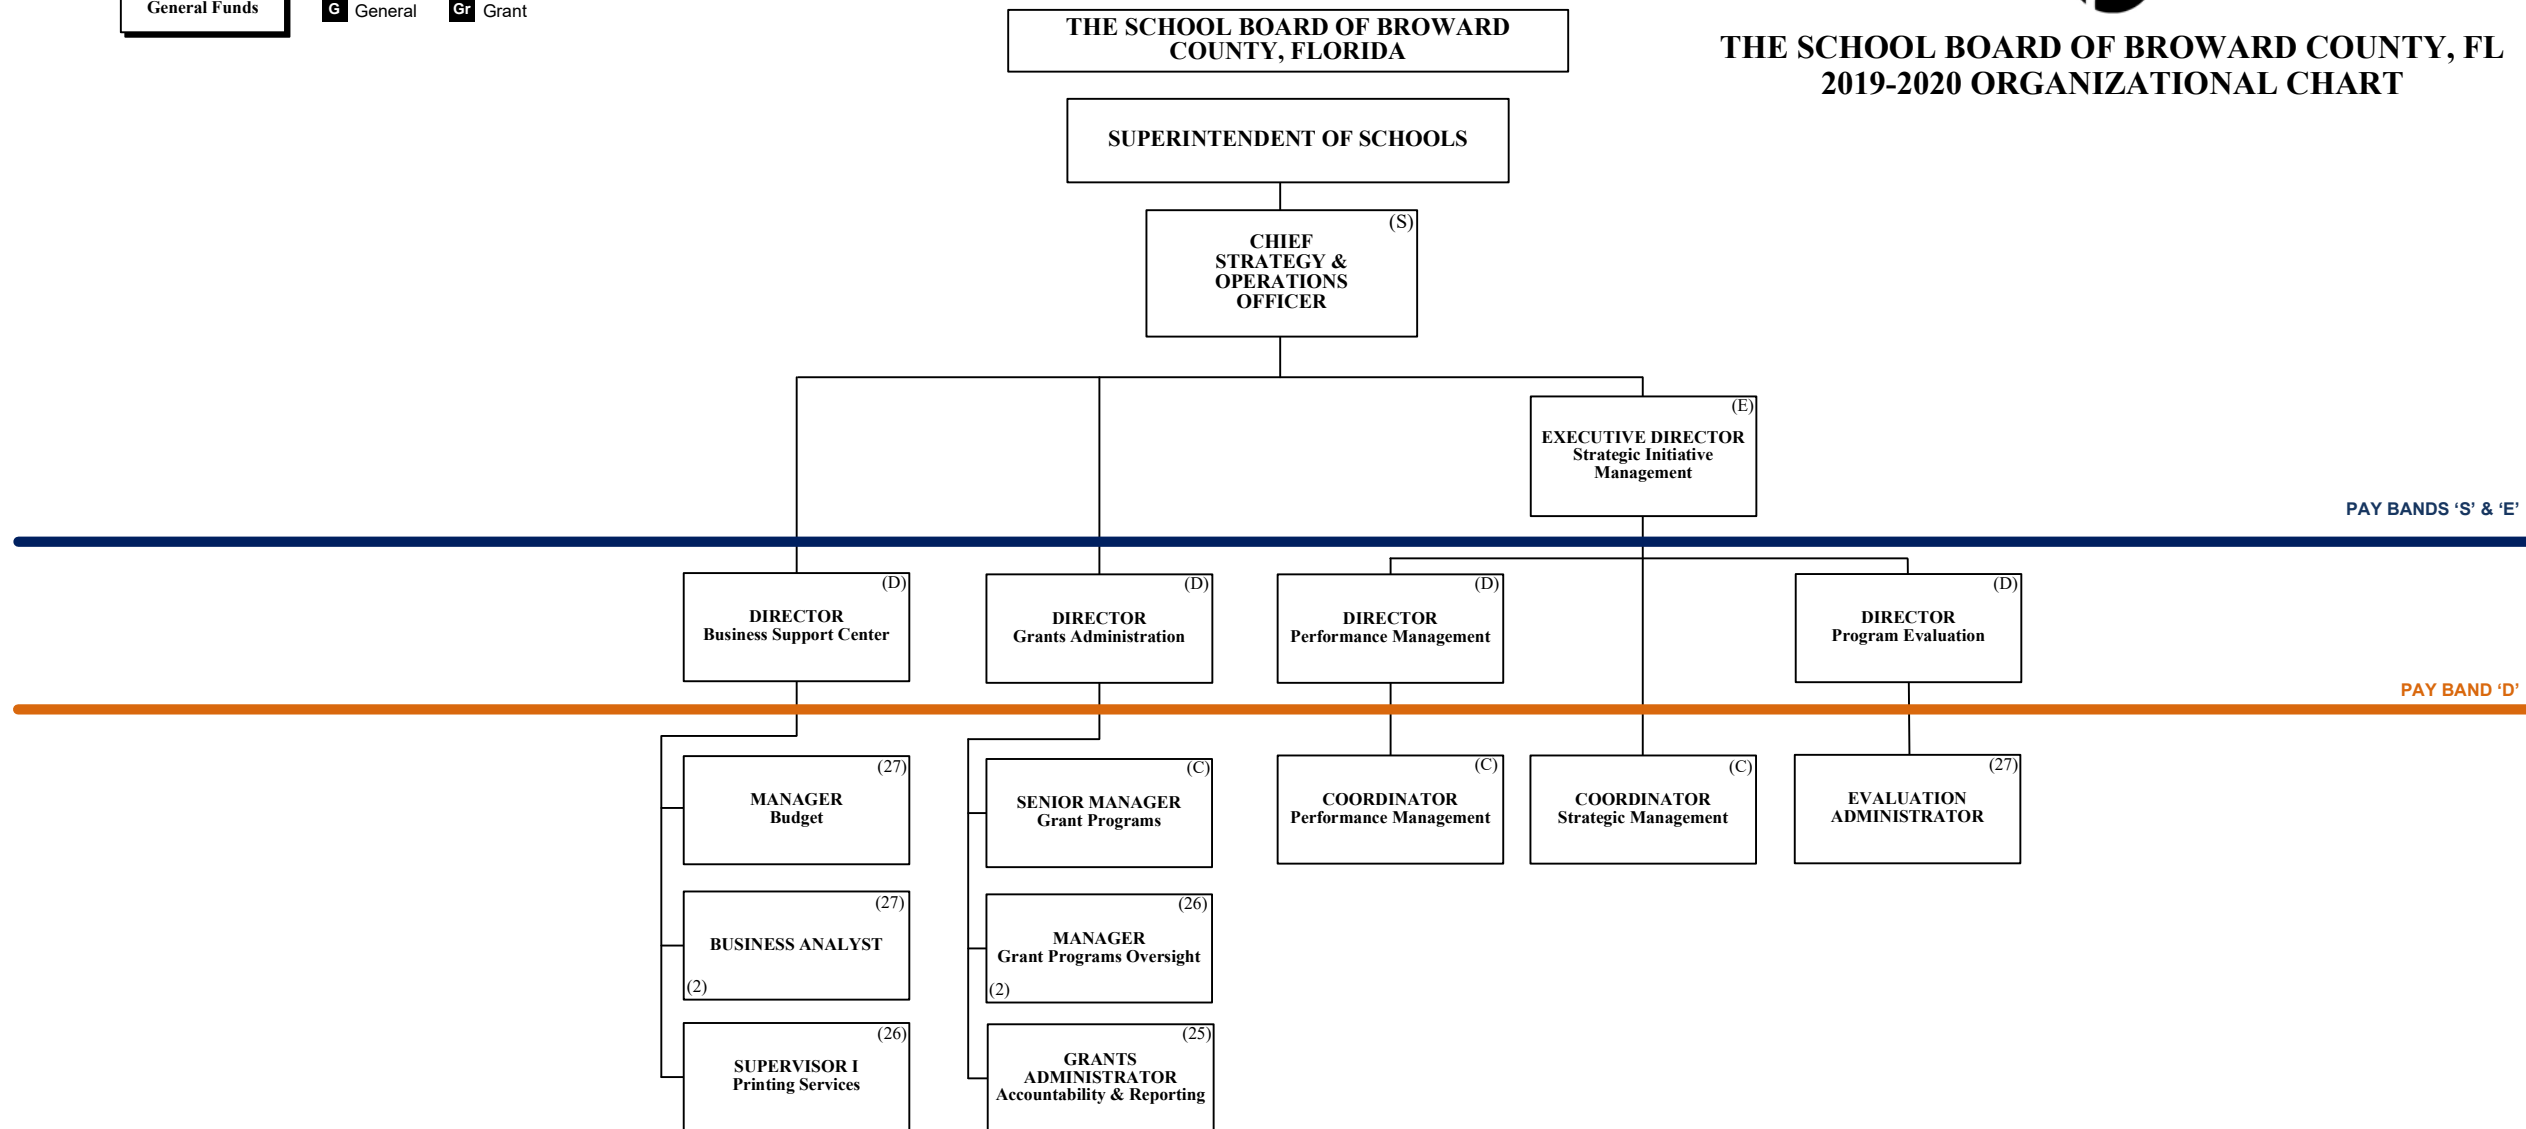 General Funds
G General Gr Grant
THE SCHOOL BOARD OF BROWARD
COUNTY, FLORIDA
THE SCHOOL BOARD OF BROWARD COUNTY, FL
2019-2020 ORGANIZATIONAL CHART
SUPERINTENDENT OF SCHOOLS
(S)
CHIEF
STRATEGY &
OPERATIONS
OFFICER
(E)
EXECUTIVE DIRECTOR
Strategic Initiative
Management
PAY BANDS ‘S’ & ‘E’
(D)
DIRECTOR
Business Support Center
(D)
DIRECTOR
Grants Administration
(D)
DIRECTOR
Performance Management
(D)
DIRECTOR
Program Evaluation
PAY BAND ‘D’
(27)
MANAGER
Budget
(C)
SENIOR MANAGER
Grant Programs
(C)
COORDINATOR
Performance Management
(C)
COORDINATOR
Strategic Management
(27)
EVALUATION
ADMINISTRATOR
(27)
BUSINESS ANALYST
(2)
(26)
MANAGER
Grant Programs Oversight
(2)
(26)
SUPERVISOR I
Printing Services
(25)
GRANTS
ADMINISTRATOR
Accountability & Reporting